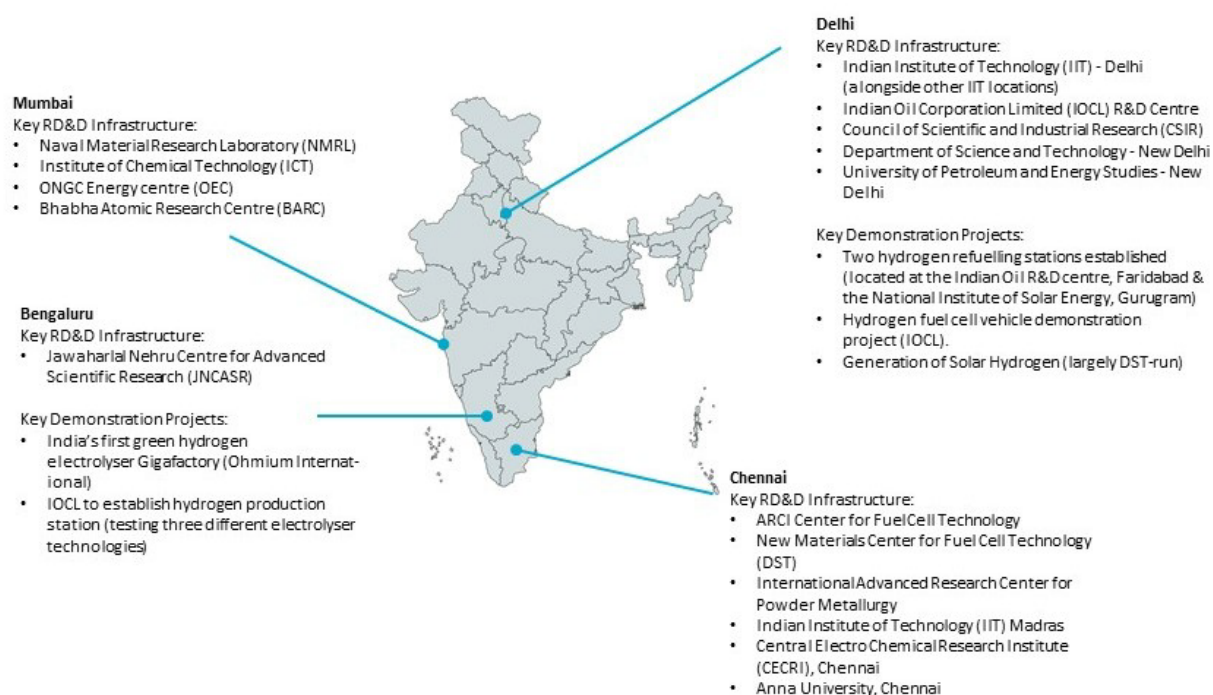 Mumbai
Key RD&D Infrastructure:
• Naval Material Research Laboratory (NMRL)
• Institute of Chemical Technology (ICT)
• ONGC Energy centre (OEC)
• Bhabha Atomic Research Centre (BARC)
Bengaluru
Key RD&D Infrastructure:
• Jawaharlal Nehru Centre for Advanced
Scientific Research (JNCASR)
Key Demonstration Projects:
• India's first green hydrogen
electrolyser Gigafactory (Ohmium Internat-
ional)
• IOCL to establish hydrogen production
station (testing three different electrolyser
technologies)
Delhi
Key RD&D Infrastructure:
• Indian Institute of Technology (IIT) - Delhi
(alongside other IIT locations)
• Indian Oil Corporation Limited (IOCL) R&D Centre
• Council of Scientific and Industrial Research (CSIR)
• Department of Science and Technology - New Delhi
• University of Petroleum and Energy Studies - New
Delhi
Key Demonstration Projects:
• Two hydrogen refuelling stations established
(located at the Indian Oil R&D centre, Faridabad &
the National Institute of Solar Energy, Gurugram)
• Hydrogen fuel cell vehicle demonstration
project (IOCL).
• Generation of Solar Hydrogen (largely DST-run)
Chennai
Key RD&D Infrastructure:
• ARCI Center for Fuel Cell Technology
• New Materials Center for Fuel Cell Technology
(DST)
• International Advanced Research Center for
Powder Metallurgy
• Indian Institute of Technology (IIT) Madras
• Central Electro Chemical Research Institute
(CECRI), Chennai
• Anna University, Chennai